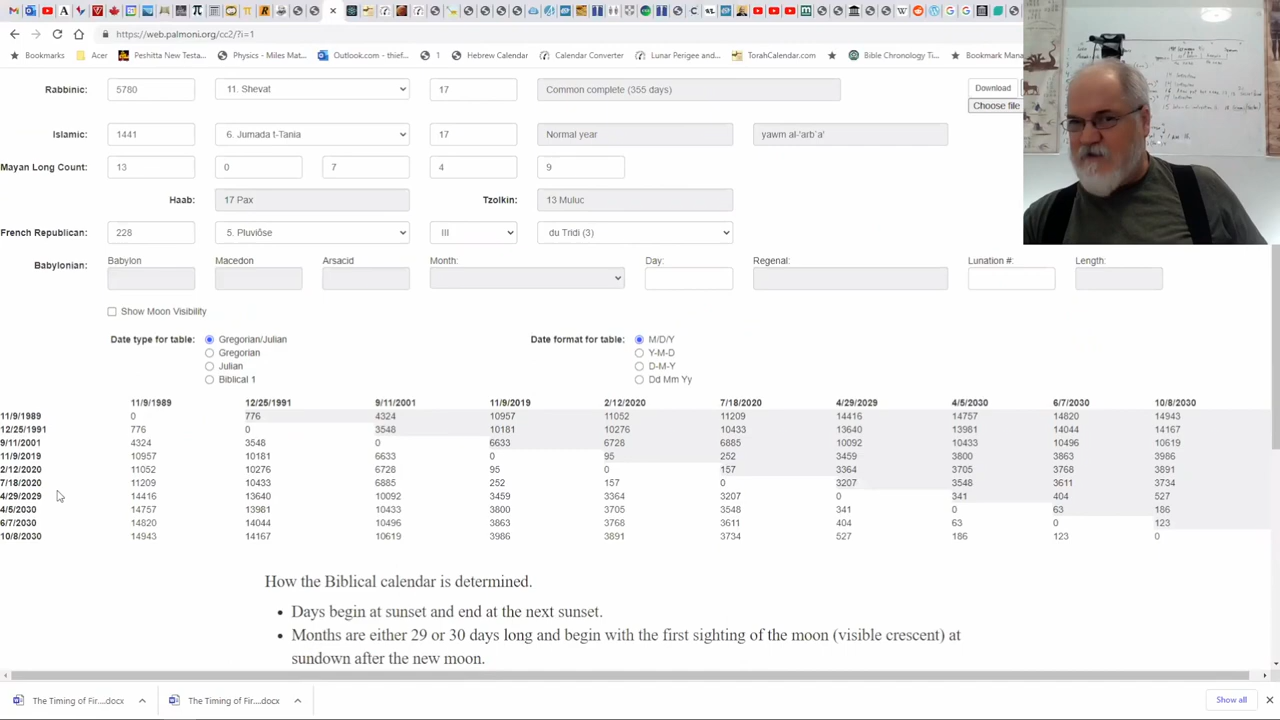 https://web.palmoni.org/cc2/?i=1
Bookmarks Acer Peshitta New Testa... Physics - Miles Mat... Outlook.com - silent... 1 Hebrew Calendar Calendar Converter Lunar Perigee and... TorahCalendar.com Bible Chronology Ti... Bookmark Mana
Rabbinic: 5780 11. Shevat 17 Common complete (355 days) Download
Choose file
Islamic: 1441 6. Jumada t-Tania 17 Normal year yawm al-'arb`a'
Mayan Long Count: 13 0 7 4 9
Haab: 17 Pax Tzolkin: 13 Muluc
French Republican: 228 5. Pluviôse III du Tridi (3)
Babylonian: Babylon Macedon Arsacid Month: Day: Regenal: Lunation #: Length:
Show Moon Visibility
Date type for table: Gregorian/Julian Date format for table: M/D/Y
Gregorian Y-M-D
Julian D-M-Y
Biblical 1 Dd Mm Yy
11/9/1989 12/25/1991 9/11/2001 11/9/2019 2/12/2020 7/18/2020 4/29/2029 4/5/2030 6/7/2030 10/8/2030
11/9/1989 0 776 4324 10957 11052 11209 14416 14757 14820 14943
12/25/1991 776 0 3548 10181 10276 10433 13640 13981 14044 14167
9/11/2001 4324 3548 0 6633 6728 6885 10092 10433 10496 10619
11/9/2019 10957 10181 6633 0 95 252 3459 3800 3863 3986
2/12/2020 11052 10276 6728 95 0 157 3364 3705 3768 3891
7/18/2020 11209 10433 6885 252 157 0 3207 3548 3611 3734
4/29/2029 14416 13640 10092 3459 3364 3207 0 341 404 527
4/5/2030 14757 13981 10433 3800 3705 3548 341 0 63 186
6/7/2030 14820 14044 10496 3863 3768 3611 404 63 0 123
10/8/2030 14943 14167 10619 3986 3891 3734 527 186 123 0
How the Biblical calendar is determined.
• Days begin at sunset and end at the next sunset.
• Months are either 29 or 30 days long and begin with the first sighting of the moon (visible crescent) at
sundown after the new moon.
The Timing of Fir....docx The Timing of Fir....docx Show all